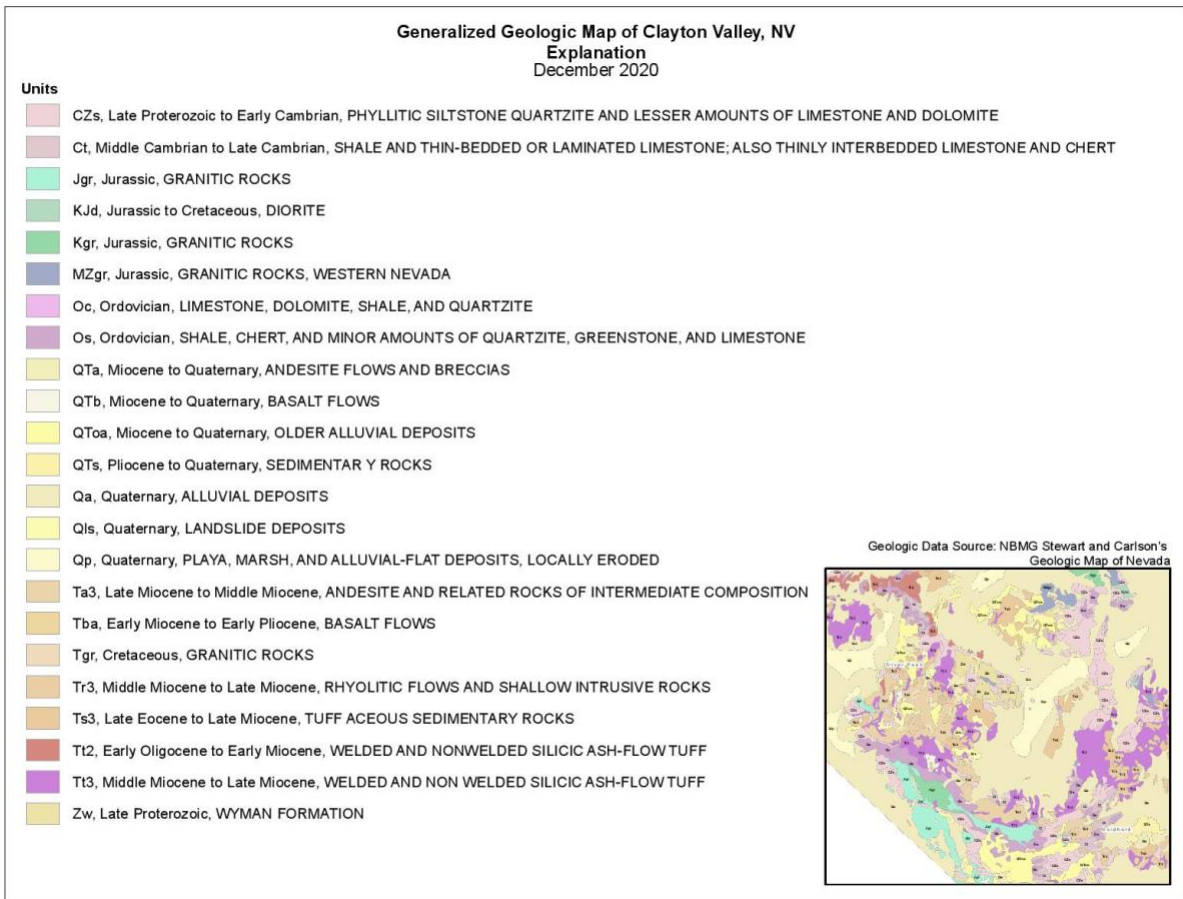 Generalized Geologic Map of Clayton Valley, NV
Explanation
December 2020
Units
CZs, Late Proterozoic to Early Cambrian, PHYLLITIC SILTSTONE QUARTZITE AND LESSER AMOUNTS OF LIMESTONE AND DOLOMITE
Ct, Middle Cambrian to Late Cambrian, SHALE AND THIN-BEDDED OR LAMINATED LIMESTONE; ALSO THINLY INTERBEDDED LIMESTONE AND CHERT
Jgr, Jurassic, GRANITIC ROCKS
KJd, Jurassic to Cretaceous, DIORITE
Kgr, Jurassic, GRANITIC ROCKS
MZgr, Jurassic, GRANITIC ROCKS, WESTERN NEVADA
Oc, Ordovician, LIMESTONE, DOLOMITE, SHALE, AND QUARTZITE
Os, Ordovician, SHALE, CHERT, AND MINOR AMOUNTS OF QUARTZITE, GREENSTONE, AND LIMESTONE
QTa, Miocene to Quaternary, ANDESITE FLOWS AND BRECCIAS
QTb, Miocene to Quaternary, BASALT FLOWS
QToa, Miocene to Quaternary, OLDER ALLUVIAL DEPOSITS
QTs, Pliocene to Quaternary, SEDIMENTAR Y ROCKS
Qa, Quaternary, ALLUVIAL DEPOSITS
Qls, Quaternary, LANDSLIDE DEPOSITS
Qp, Quaternary, PLAYA, MARSH, AND ALLUVIAL-FLAT DEPOSITS, LOCALLY ERODED
Ta3, Late Miocene to Middle Miocene, ANDESITE AND RELATED ROCKS OF INTERMEDIATE COMPOSITION
Tba, Early Miocene to Early Pliocene, BASALT FLOWS
Tgr, Cretaceous, GRANITIC ROCKS
Tr3, Middle Miocene to Late Miocene, RHYOLITIC FLOWS AND SHALLOW INTRUSIVE ROCKS
Ts3, Late Eocene to Late Miocene, TUFF ACEOUS SEDIMENTARY ROCKS
Tt2, Early Oligocene to Early Miocene, WELDED AND NONWELDED SILICIC ASH-FLOW TUFF
Tt3, Middle Miocene to Late Miocene, WELDED AND NON WELDED SILICIC ASH-FLOW TUFF
Zw, Late Proterozoic, WYMAN FORMATION
Geologic Data Source: NBMG Stewart and Carlson's
Geologic Map of Nevada